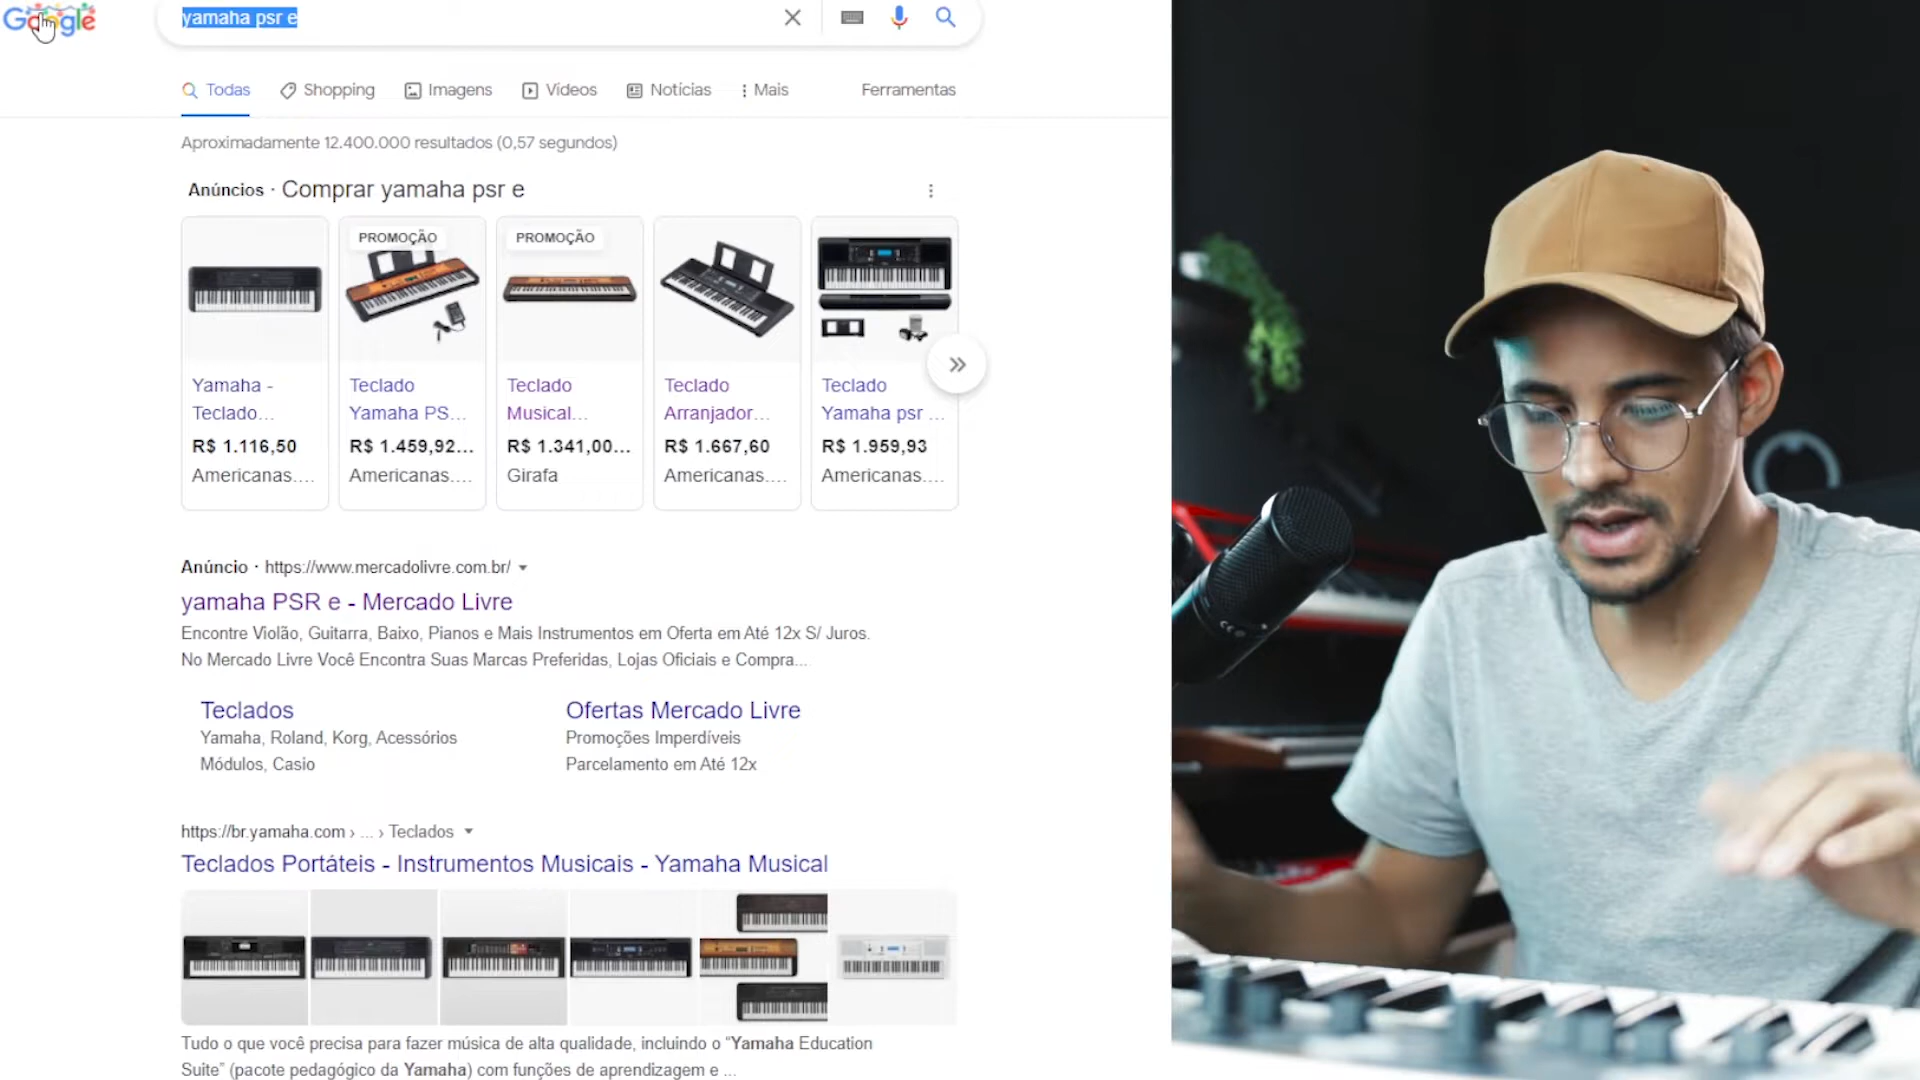 Google
yamaha psr e
Todas
Shopping
Imagens
Vídeos
Notícias
Mais
Ferramentas
Aproximadamente 12.400.000 resultados (0,57 segundos)
Anúncios · Comprar yamaha psr e
Yamaha -
Teclado...
R$ 1.116,50
Americanas....
PROMOÇÃO
Teclado
Yamaha PS...
R$ 1.459,92...
Americanas....
PROMOÇÃO
Teclado
Musical...
R$ 1.341,00...
Girafa
Teclado
Arranjador...
R$ 1.667,60
Americanas....
Teclado
Yamaha psr ...
R$ 1.959,93
Americanas....
Anúncio · https://www.mercadolivre.com.br/
yamaha PSR e - Mercado Livre
Encontre Violão, Guitarra, Baixo, Pianos e Mais Instrumentos em Oferta em Até 12x S/ Juros.
No Mercado Livre Você Encontra Suas Marcas Preferidas, Lojas Oficiais e Compra...
Teclados
Yamaha, Roland, Korg, Acessórios
Módulos, Casio
Ofertas Mercado Livre
Promoções Imperdíveis
Parcelamento em Até 12x
https://br.yamaha.com › ... › Teclados
Teclados Portáteis - Instrumentos Musicais - Yamaha Musical
Tudo o que você precisa para fazer música de alta qualidade, incluindo o “Yamaha Education
Suite” (pacote pedagógico da Yamaha) com funções de aprendizagem e ...